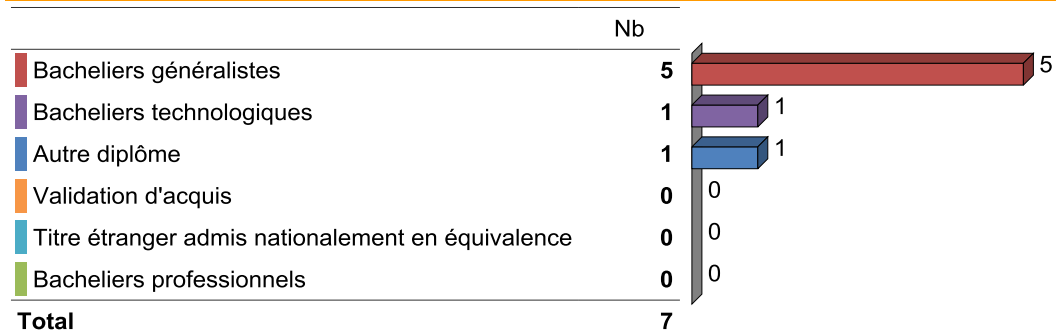 Nb
Bacheliers généralistes 5 5
Bacheliers technologiques 1 1
Autre diplôme 1 1
Validation d'acquis 0 0
Titre étranger admis nationalement en équivalence 0 0
Bacheliers professionnels 0 0
Total 7